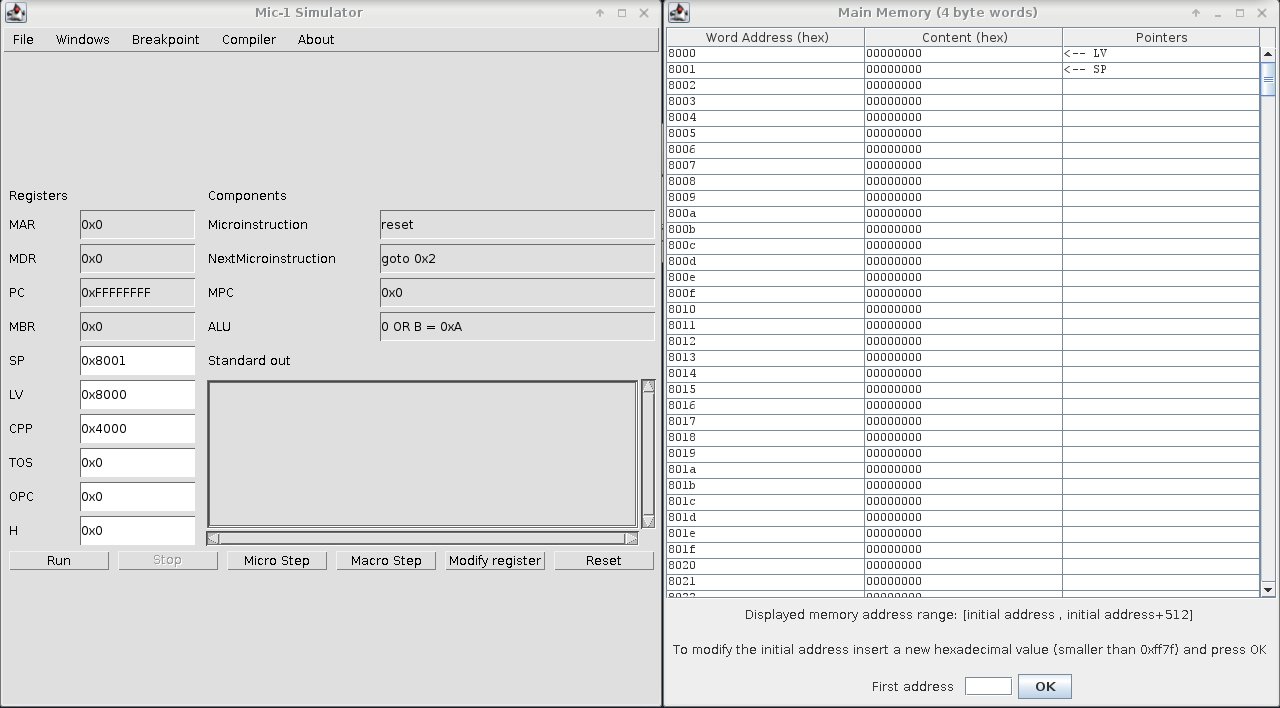 Mic-1 Simulator
File Windows Breakpoint Compiler About
Registers Components
MAR 0x0 Microinstruction reset
MDR 0x0 NextMicroinstruction goto 0x2
PC 0xFFFFFFFF MPC 0x0
MBR 0x0 ALU 0 OR B = 0xA
SP 0x8001 Standard out
LV 0x8000
CPP 0x4000
TOS 0x0
OPC 0x0
H 0x0
Run Stop Micro Step Macro Step Modify register Reset
Main Memory (4 byte words)
Word Address (hex) Content (hex) Pointers
8000 00000000 <-- LV
8001 00000000 <-- SP
8002 00000000
8003 00000000
8004 00000000
8005 00000000
8006 00000000
8007 00000000
8008 00000000
8009 00000000
800a 00000000
800b 00000000
800c 00000000
800d 00000000
800e 00000000
800f 00000000
8010 00000000
8011 00000000
8012 00000000
8013 00000000
8014 00000000
8015 00000000
8016 00000000
8017 00000000
8018 00000000
8019 00000000
801a 00000000
801b 00000000
801c 00000000
801d 00000000
801e 00000000
801f 00000000
8020 00000000
8021 00000000
Displayed memory address range: [initial address , initial address+512]
To modify the initial address insert a new hexadecimal value (smaller than 0xff7f) and press OK
First address OK